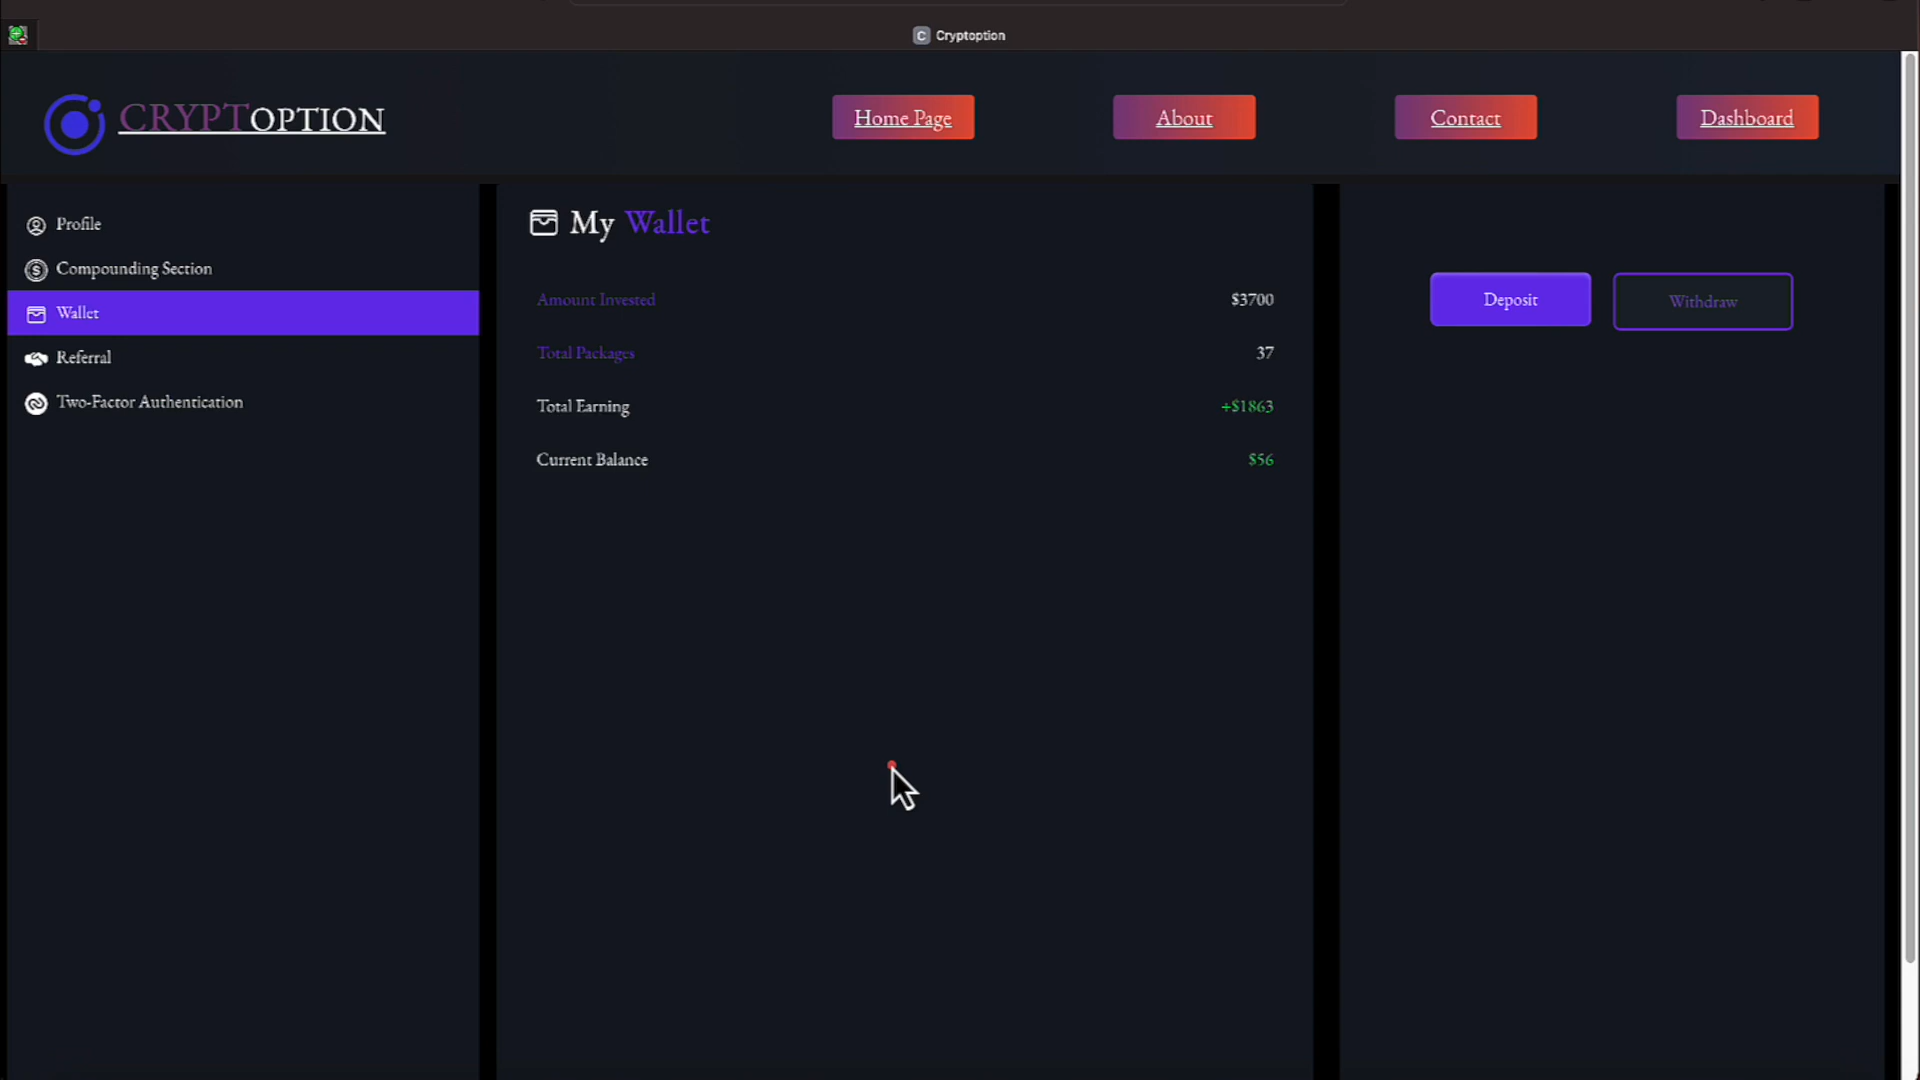 C Cryptoption
CRYPTOPTION
Home Page
About
Contact
Dashboard
Profile
Compounding Section
Wallet
Referral
Two-Factor Authentication
My Wallet
Amount Invested $3700
Total Packages 37
Total Earning +$1863
Current Balance $56
Deposit
Withdraw